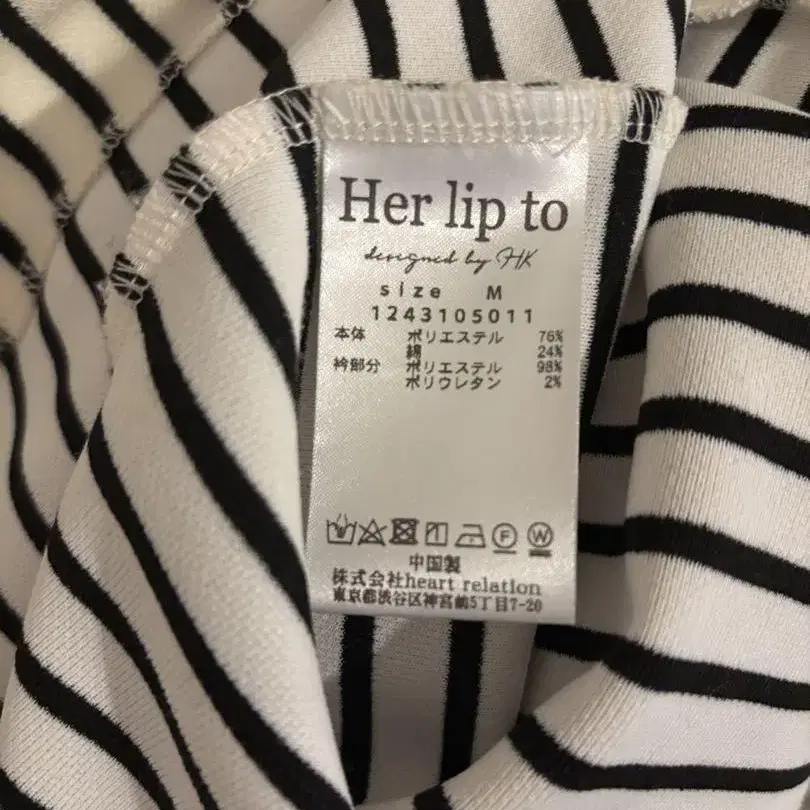 Her lip to
designed by HK
size M
1243105011
本体 ポリエステル 76%
綿 24%
衿部分 ポリエステル 98%
ポリウレタン 2%
F W
中国製
株式会社heart relation
東京都渋谷区神宮前5丁目7-20